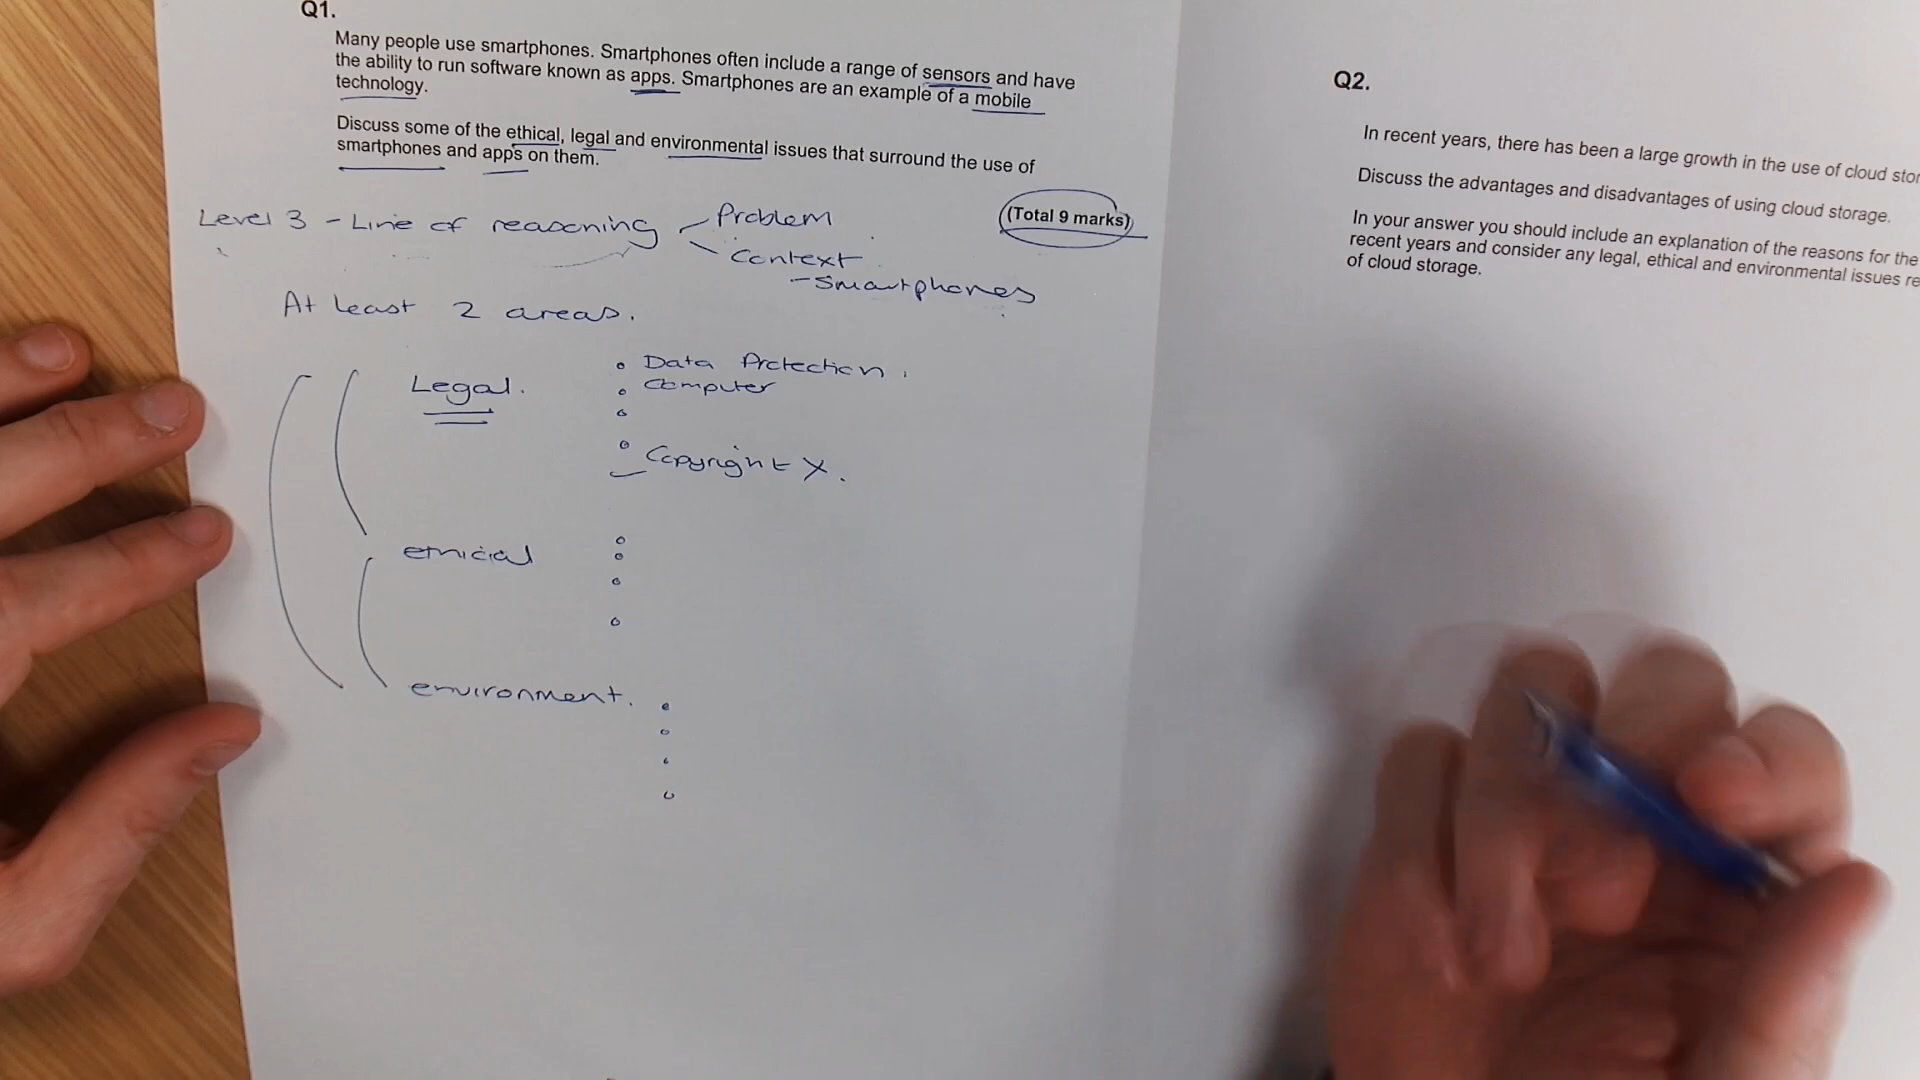 Q1.
Many people use smartphones. Smartphones often include a range of sensors and have
the ability to run software known as apps. Smartphones are an example of a mobile
technology.
Discuss some of the ethical, legal and environmental issues that surround the use of
smartphones and apps on them.
(Total 9 marks)
Level 3 - Line of reasoning
Problem
Context
- Smartphones
At least 2 areas.
Legal.
• Data Protection.
• Computer
• Copyright X.
ethicial
environment.
Q2.
In recent years, there has been a large growth in the use of cloud stor
Discuss the advantages and disadvantages of using cloud storage.
In your answer you should include an explanation of the reasons for the
recent years and consider any legal, ethical and environmental issues re
of cloud storage.